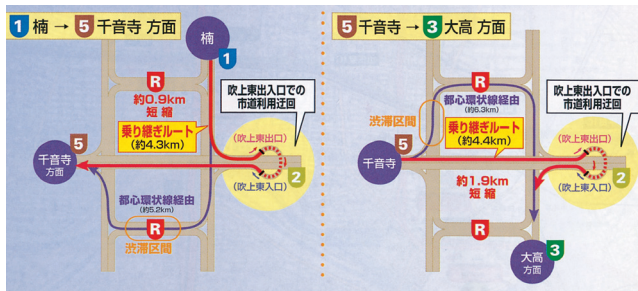 1 楠 → 5 千音寺 方面
楠
1
R
約0.9km
短縮
乗り継ぎルート
(約4.3km)
吹上東出入口での
市道利用迂回
(吹上東出口)
2
(吹上東入口)
5
千音寺
方面
都心環状線経由
(約5.2km)
R
渋滞区間
5 千音寺 → 3 大高 方面
R
都心環状線経由
(約6.3km)
渋滞区間
乗り継ぎルート
(約4.4km)
吹上東出入口での
市道利用迂回
(吹上東出口)
2
(吹上東入口)
5
千音寺
約1.9km
短縮
R
大高
方面
3